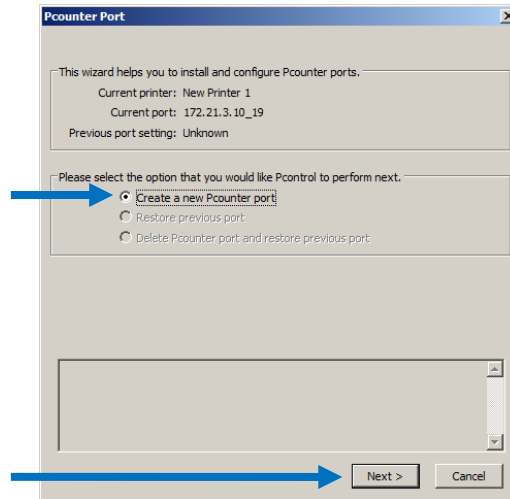 Pcounter Port
This wizard helps you to install and configure Pcounter ports.
Current printer: New Printer 1
Current port: 172.21.3.10_19
Previous port setting: Unknown
Please select the option that you would like Pcontrol to perform next.
Create a new Pcounter port
Restore previous port
Delete Pcounter port and restore previous port
Next >
Cancel